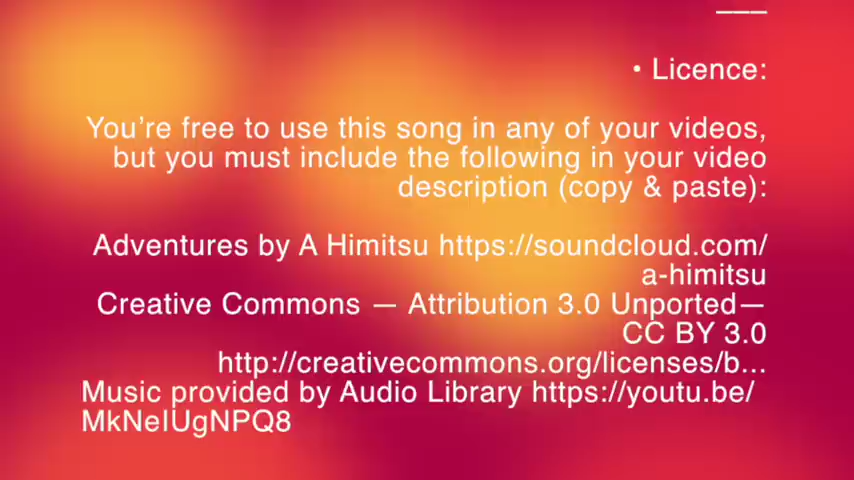 ———
• Licence:
You’re free to use this song in any of your videos,
but you must include the following in your video
description (copy & paste):
Adventures by A Himitsu https://soundcloud.com/
a-himitsu
Creative Commons — Attribution 3.0 Unported—
CC BY 3.0
http://creativecommons.org/licenses/b...
Music provided by Audio Library https://youtu.be/
MkNeIUgNPQ8